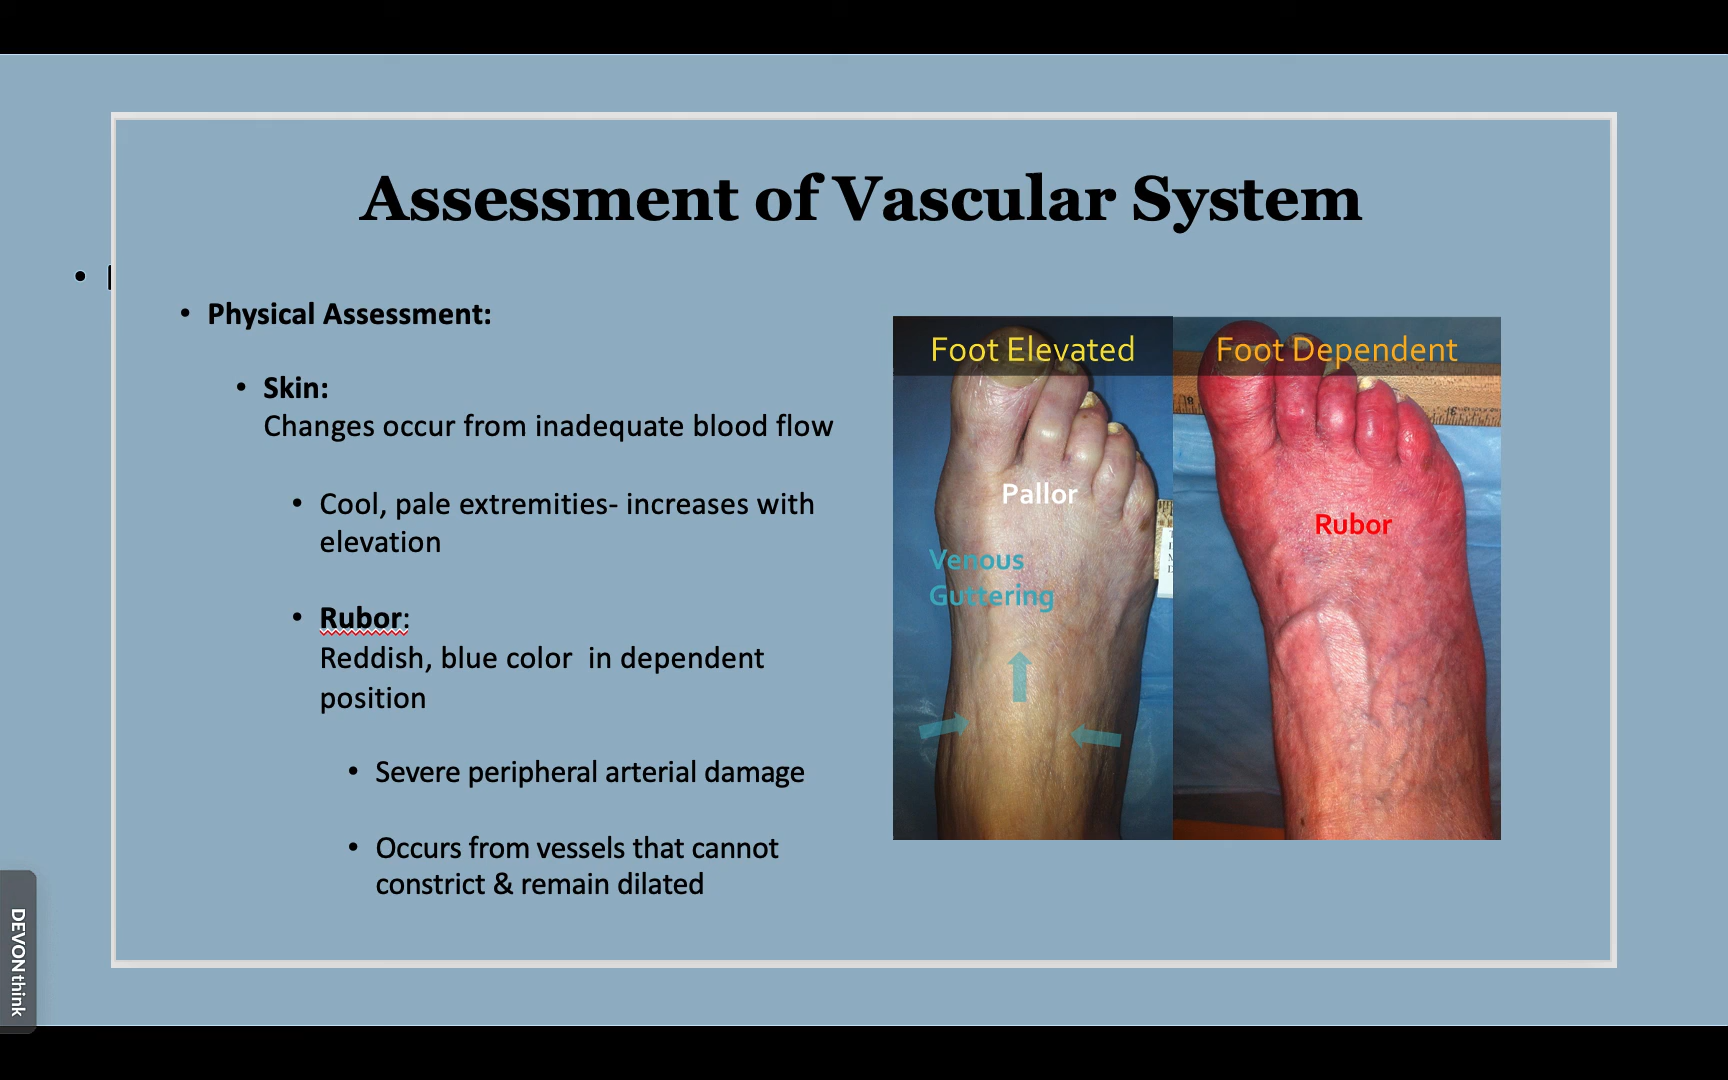 Assessment of Vascular System
• Physical Assessment:
• Skin:
Changes occur from inadequate blood flow
• Cool, pale extremities- increases with
elevation
• Rubor:
Reddish, blue color in dependent
position
• Severe peripheral arterial damage
• Occurs from vessels that cannot
constrict & remain dilated
Foot Elevated
Foot Dependent
Pallor
Rubor
Venous
Guttering
DEVONthink